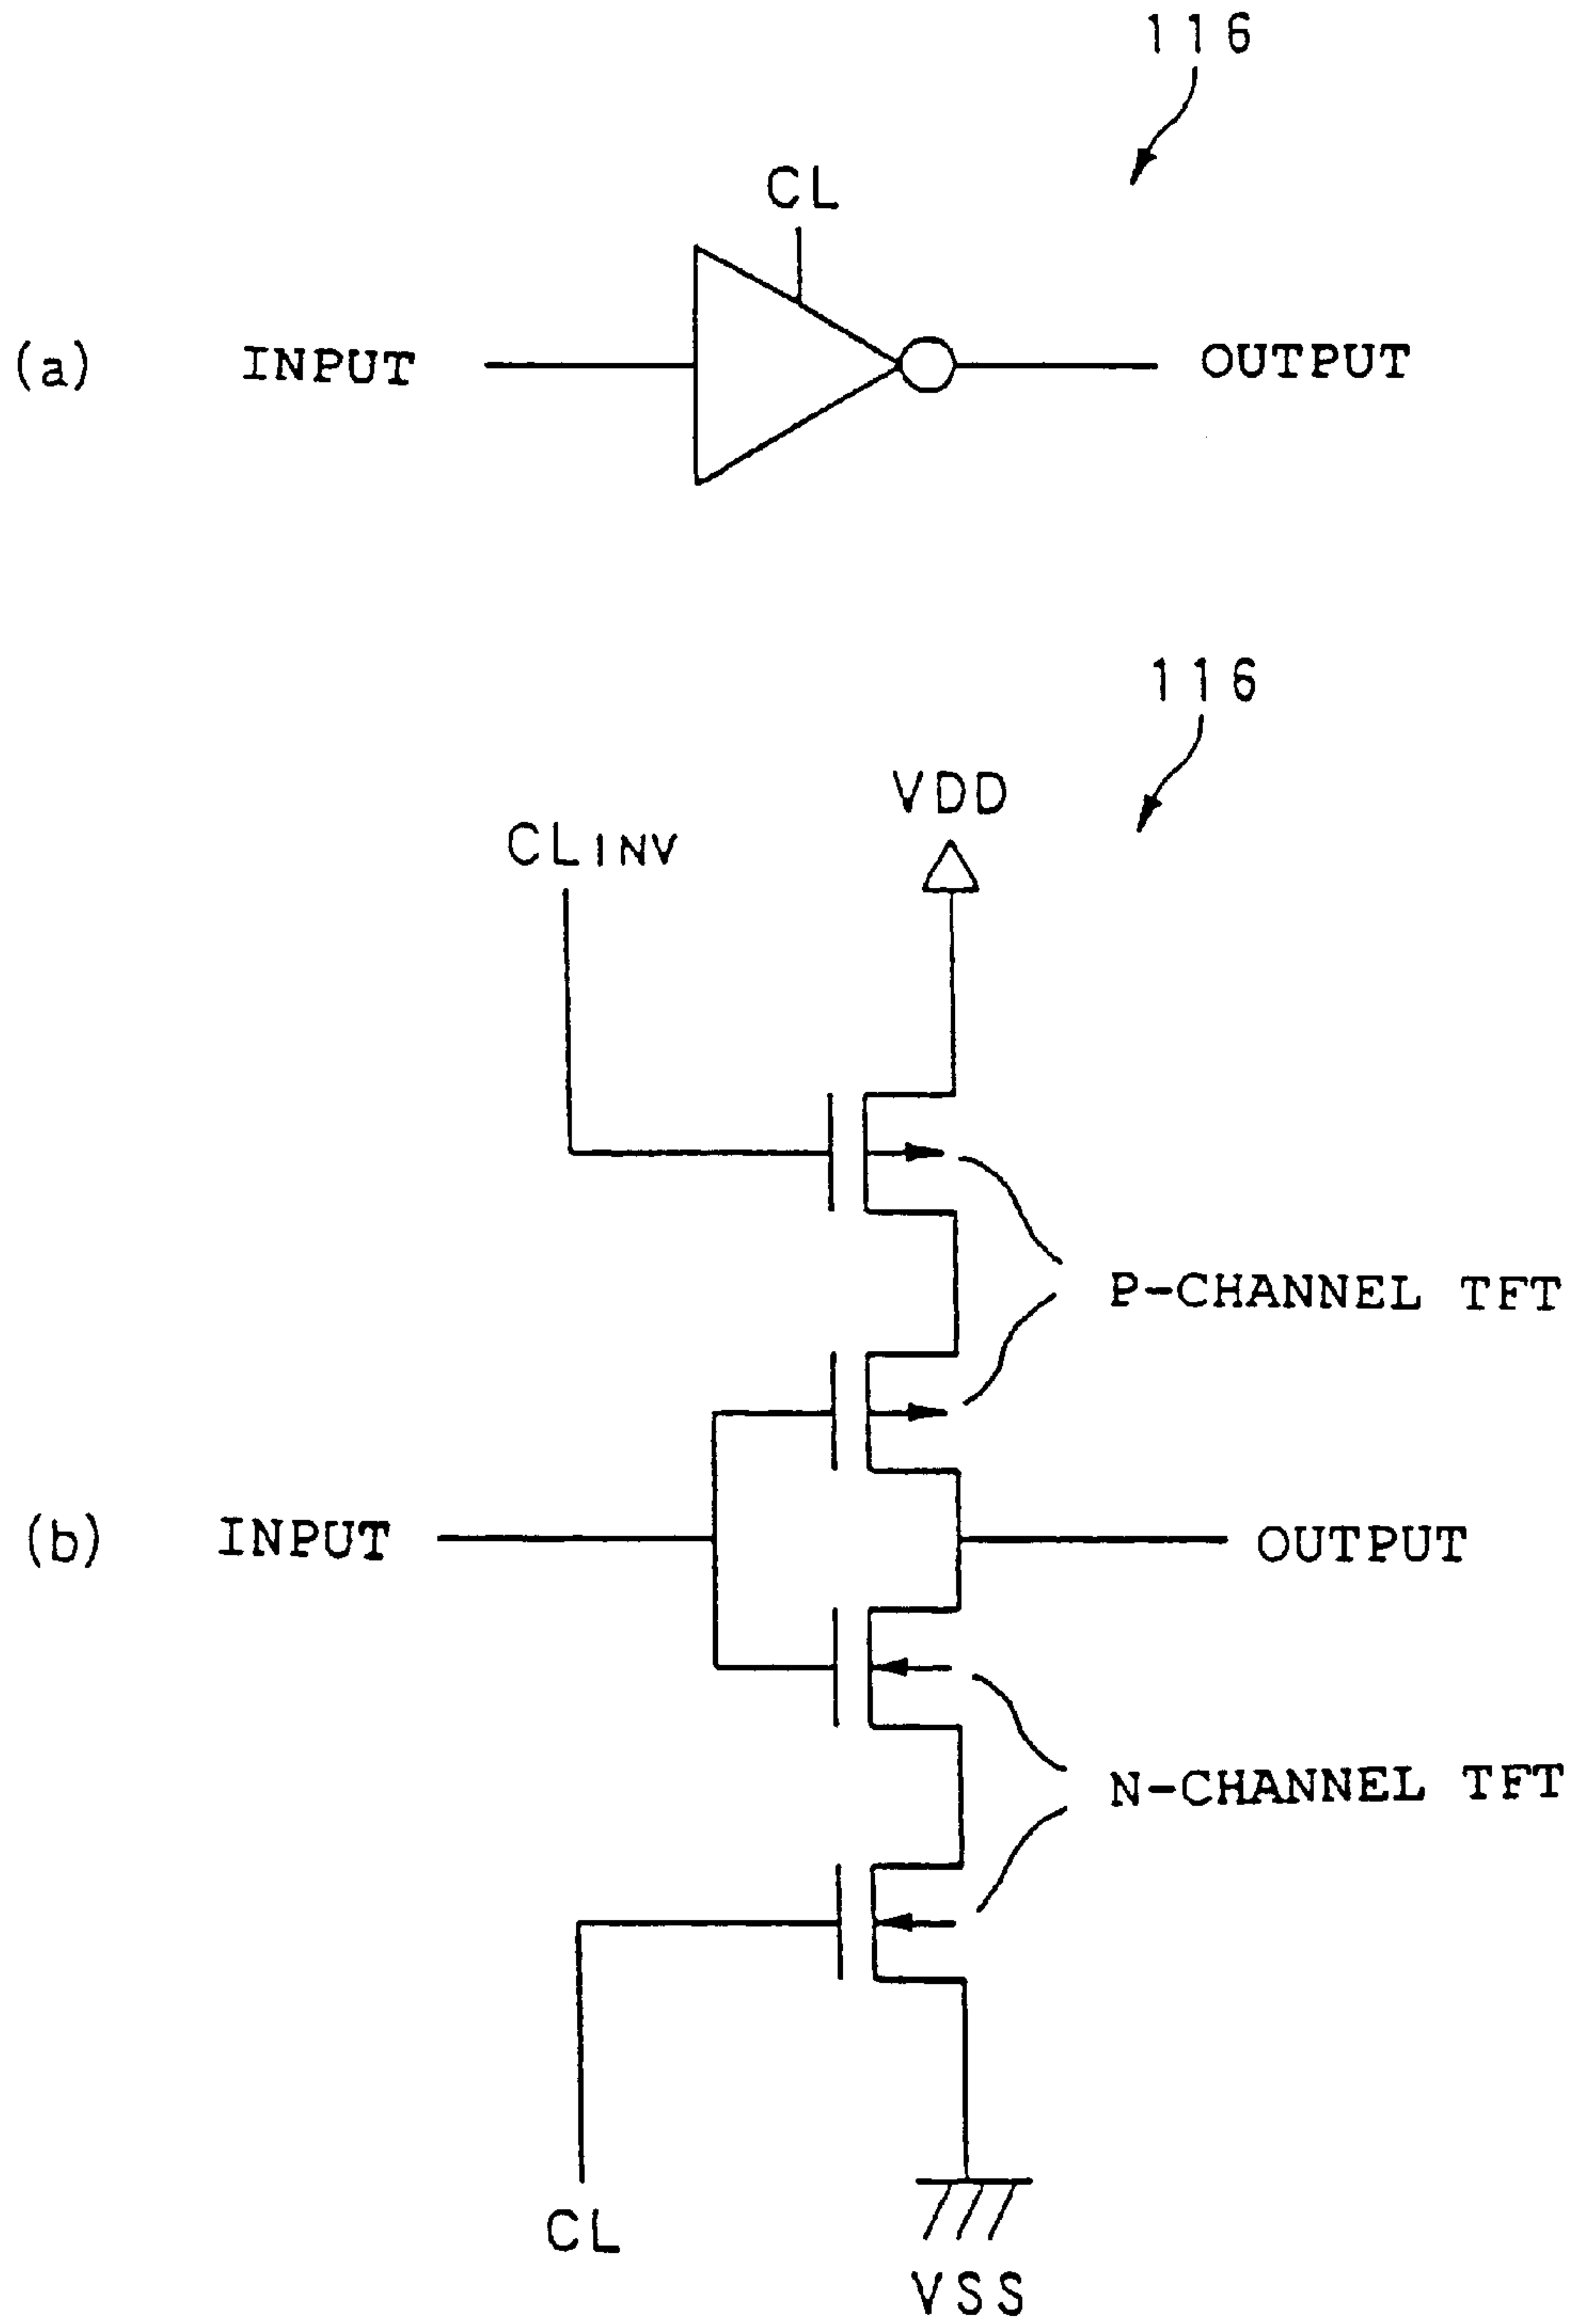 116
CL
(a) INPUT OUTPUT
116
VDD
CLINV
P-CHANNEL TFT
(b) INPUT OUTPUT
N-CHANNEL TFT
CL
VSS